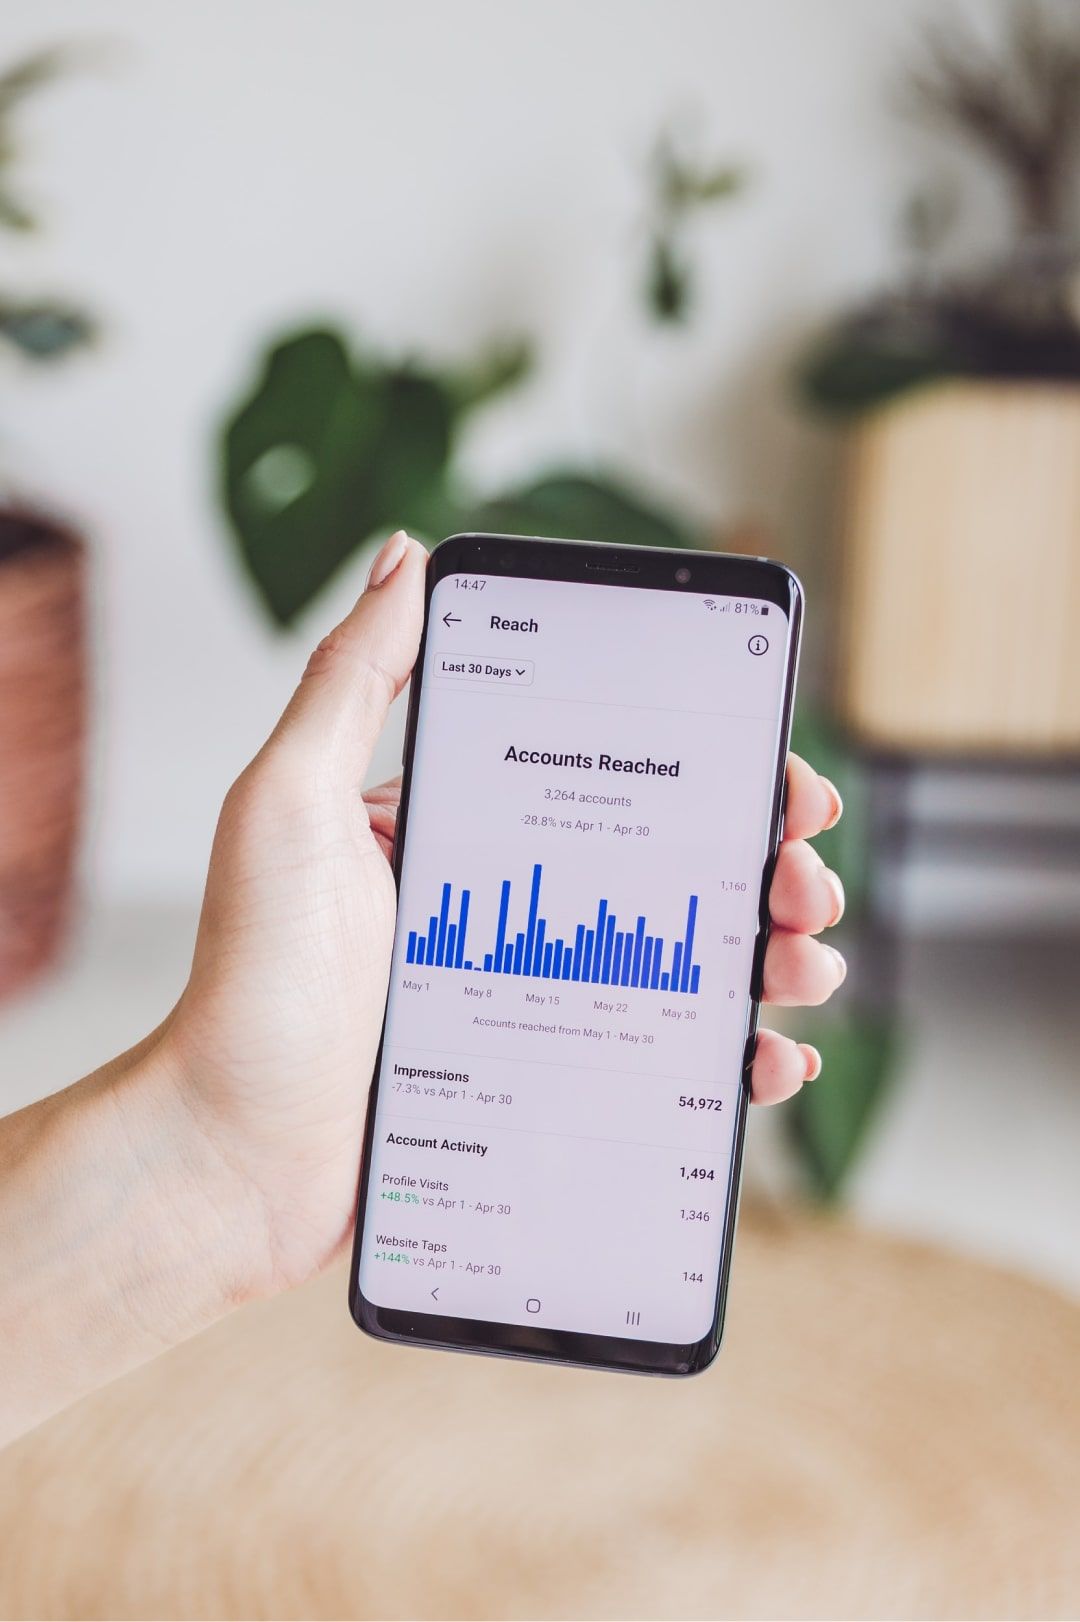 14:47
81%
Reach
Last 30 Days
Accounts Reached
3,264 accounts
-28.8% vs Apr 1 - Apr 30
1,160
580
0
May 1 May 8 May 15 May 22 May 30
Accounts reached from May 1 - May 30
Impressions
-7.3% vs Apr 1 - Apr 30
54,972
Account Activity
1,494
Profile Visits
+48.5% vs Apr 1 - Apr 30
1,346
Website Taps
+144% vs Apr 1 - Apr 30
144